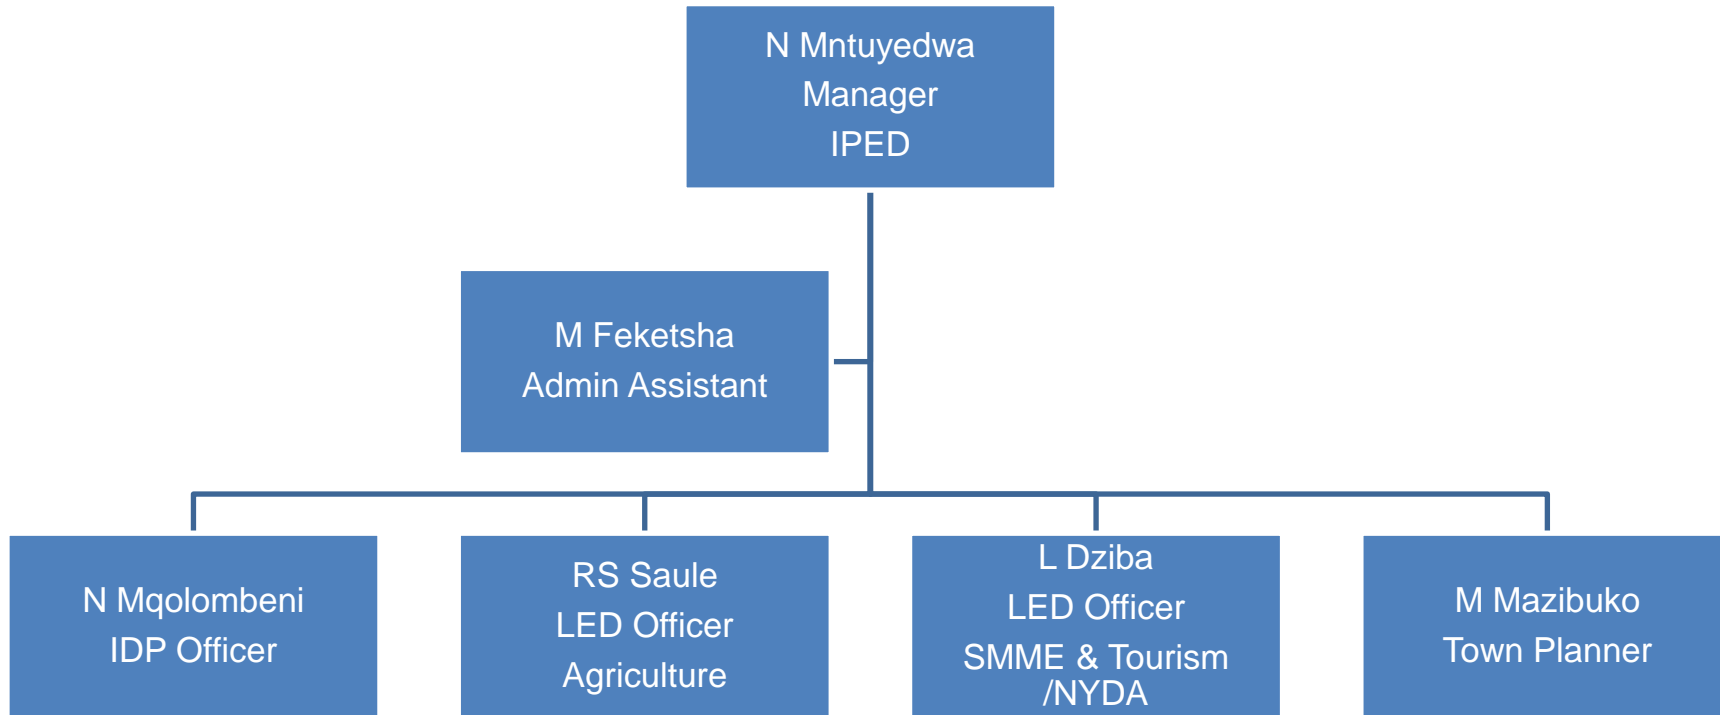 N Mntuyedwa
Manager
IPED
M Feketsha
Admin Assistant
N Mqolombeni
IDP Officer
RS Saule
LED Officer
Agriculture
L Dziba
LED Officer
SMME & Tourism
/NYDA
M Mazibuko
Town Planner